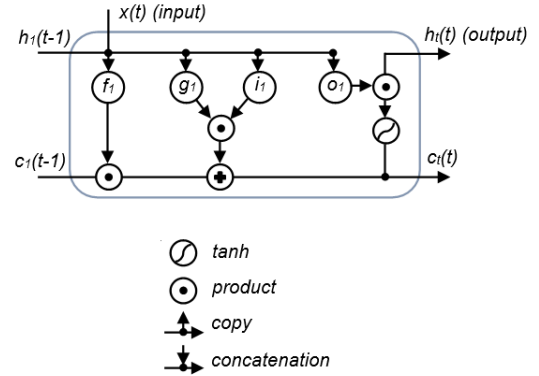 x(t) (input)
h1(t-1)
ht(t) (output)
f1
g1
i1
o1
c1(t-1)
ct(t)
tanh
product
copy
concatenation